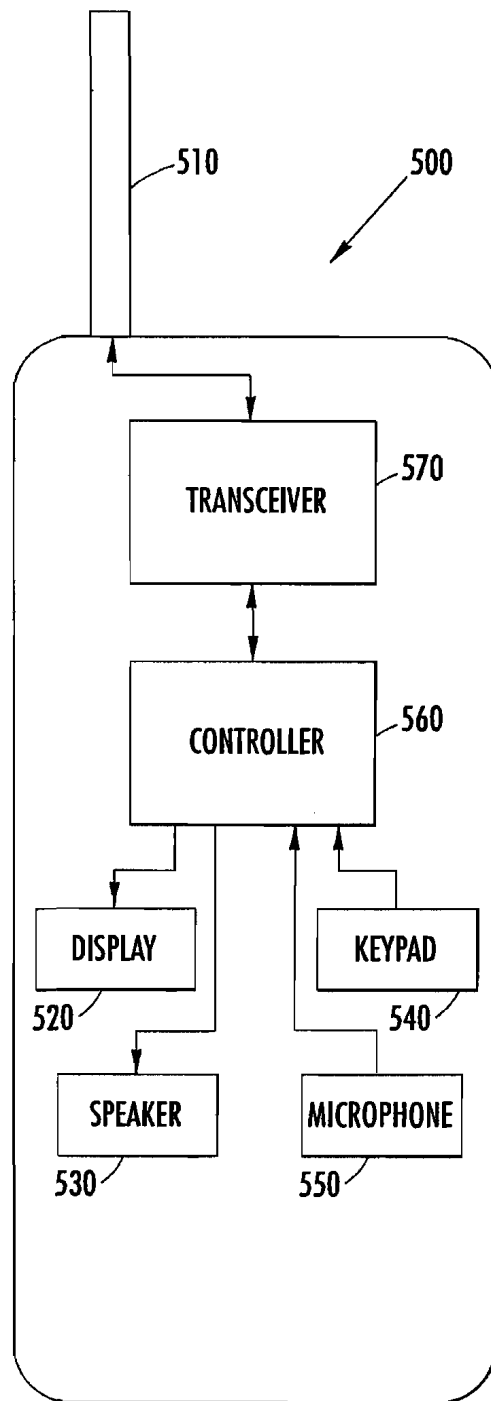 510
500
TRANSCEIVER
570
CONTROLLER
560
DISPLAY
520
KEYPAD
540
SPEAKER
530
MICROPHONE
550